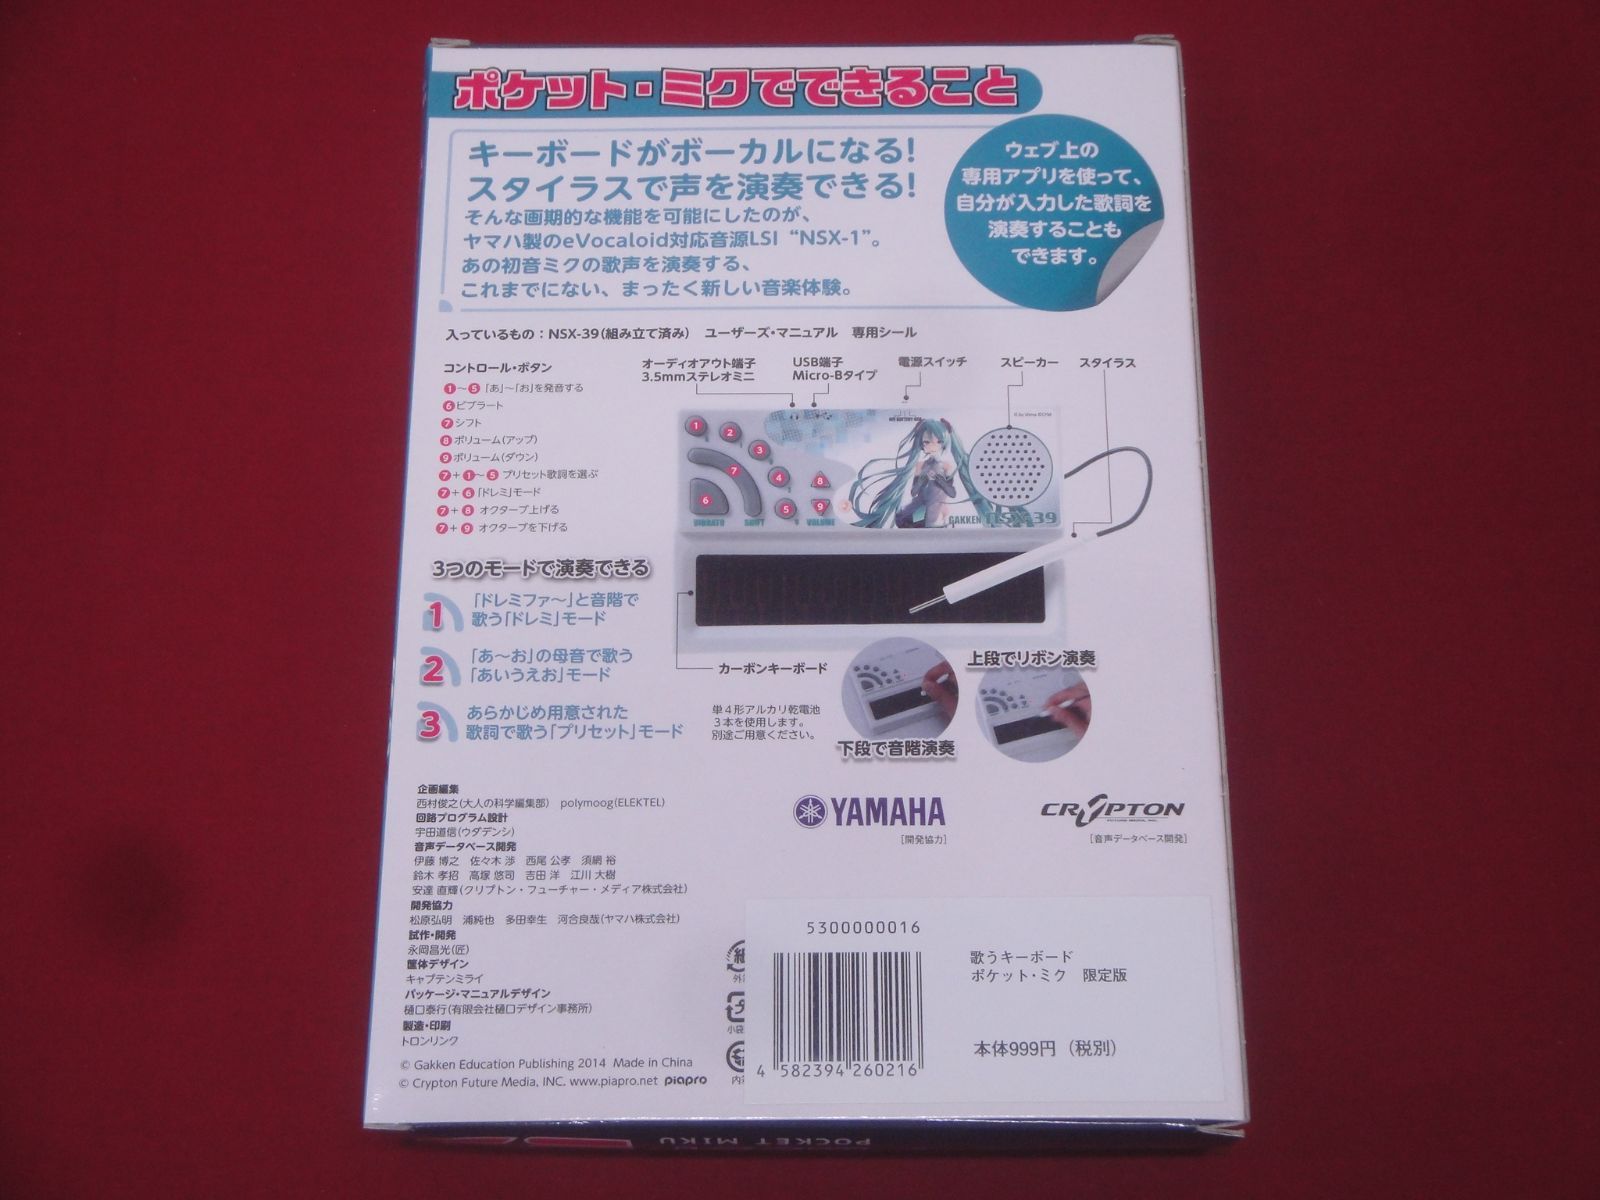 ポケット・ミクでできること
キーボードがボーカルになる!
スタイラスで声を演奏できる!
そんな画期的な機能を可能にしたのが、
ヤマハ製のeVocaloid対応音源LSI “NSX-1”。
あの初音ミクの歌声を演奏する、
これまでにない、まったく新しい音楽体験。
ウェブ上の
専用アプリを使って、
自分が入力した歌詞を
演奏することも
できます。
入っているもの：NSX-39（組み立て済み） ユーザーズ・マニュアル 専用シール
コントロール・ボタン
①～⑤「あ」～「お」を発音する
⑥ビブラート
⑦シフト
⑧ボリューム（アップ）
⑨ボリューム（ダウン）
⑦＋①～⑤ プリセット歌詞を選ぶ
⑦＋⑥「ドレミ」モード
⑦＋⑧ オクターブ上げる
⑦＋⑨ オクターブを下げる
オーディオアウト端子
3.5mmステレオミニ
USB端子
Micro-Bタイプ
電源スイッチ
スピーカー
スタイラス
1
2
3
4
5
6
7
8
9
VIBRATO
SHIFT
VOLUME
GAKKEN NSX-39
カーボンキーボード
3つのモードで演奏できる
1
「ドレミファ～」と音階で
歌う「ドレミ」モード
2
「あ～お」の母音で歌う
「あいうえお」モード
3
あらかじめ用意された
歌詞で歌う「プリセット」モード
単４形アルカリ乾電池
３本を使用します。
別途ご用意ください。
下段で音階演奏
上段でリボン演奏
企画編集
西村俊之（大人の科学編集部） polymoog（ELEKTEL）
回路プログラム設計
宇田道信（ウダデンシ）
音声データベース開発
伊藤 博之 佐々木 渉 西尾 公孝 須網 裕
鈴木 孝招 高塚 悠司 吉田 洋 江川 大樹
安達 直輝（クリプトン・フューチャー・メディア株式会社）
開発協力
松原弘明 浦純也 多田幸生 河合良哉（ヤマハ株式会社）
試作・開発
永岡昌光（匠）
筐体デザイン
キャプテンミライ
パッケージ・マニュアルデザイン
樋口泰行（有限会社樋口デザイン事務所）
製造・印刷
トロンリンク
© Gakken Education Publishing 2014 Made in China
© Crypton Future Media, INC. www.piapro.net piapro
YAMAHA
［開発協力］
CRYPTON
FUTURE MEDIA, INC.
［音声データベース開発］
5300000016
4 582394 260216
歌うキーボード
ポケット・ミク 限定版
本体999円（税別）
POCKET MIKU